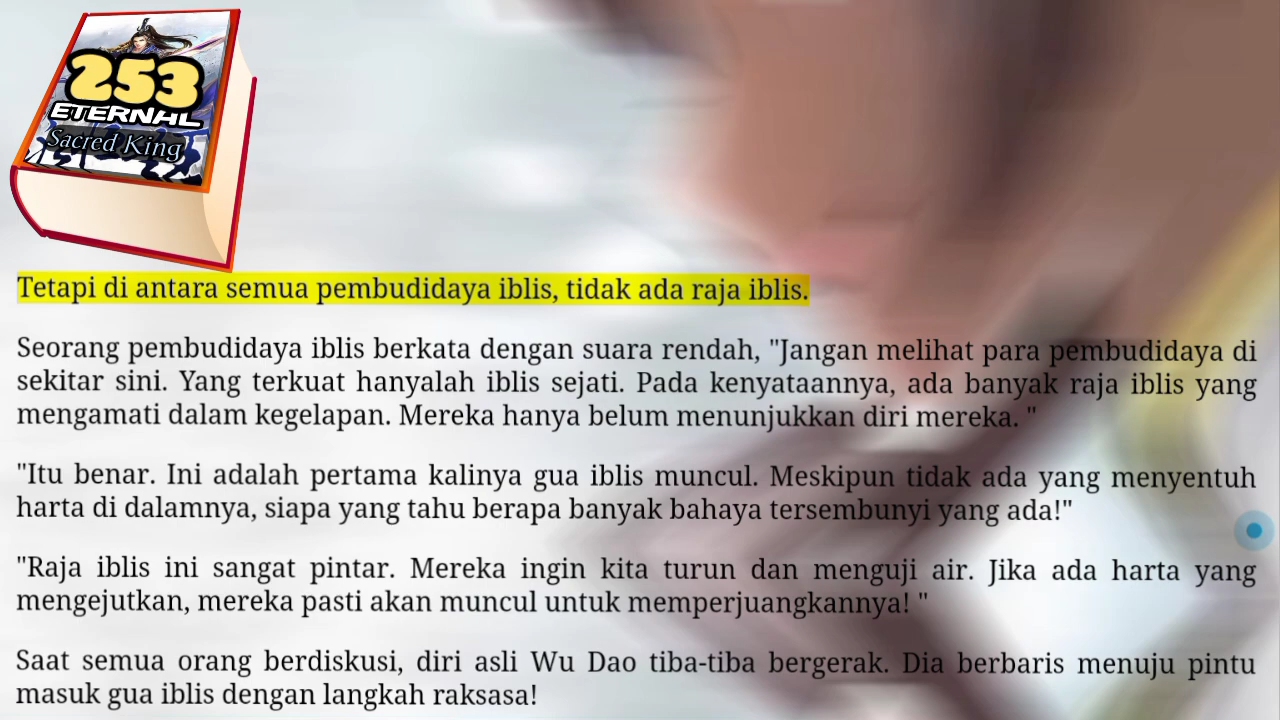 253
ETERNAL
Sacred King
Tetapi di antara semua pembudidaya iblis, tidak ada raja iblis.
Seorang pembudidaya iblis berkata dengan suara rendah, "Jangan melihat para pembudidaya di
sekitar sini. Yang terkuat hanyalah iblis sejati. Pada kenyataannya, ada banyak raja iblis yang
mengamati dalam kegelapan. Mereka hanya belum menunjukkan diri mereka. "
"Itu benar. Ini adalah pertama kalinya gua iblis muncul. Meskipun tidak ada yang menyentuh
harta di dalamnya, siapa yang tahu berapa banyak bahaya tersembunyi yang ada!"
"Raja iblis ini sangat pintar. Mereka ingin kita turun dan menguji air. Jika ada harta yang
mengejutkan, mereka pasti akan muncul untuk memperjuangkannya! "
Saat semua orang berdiskusi, diri asli Wu Dao tiba-tiba bergerak. Dia berbaris menuju pintu
masuk gua iblis dengan langkah raksasa!